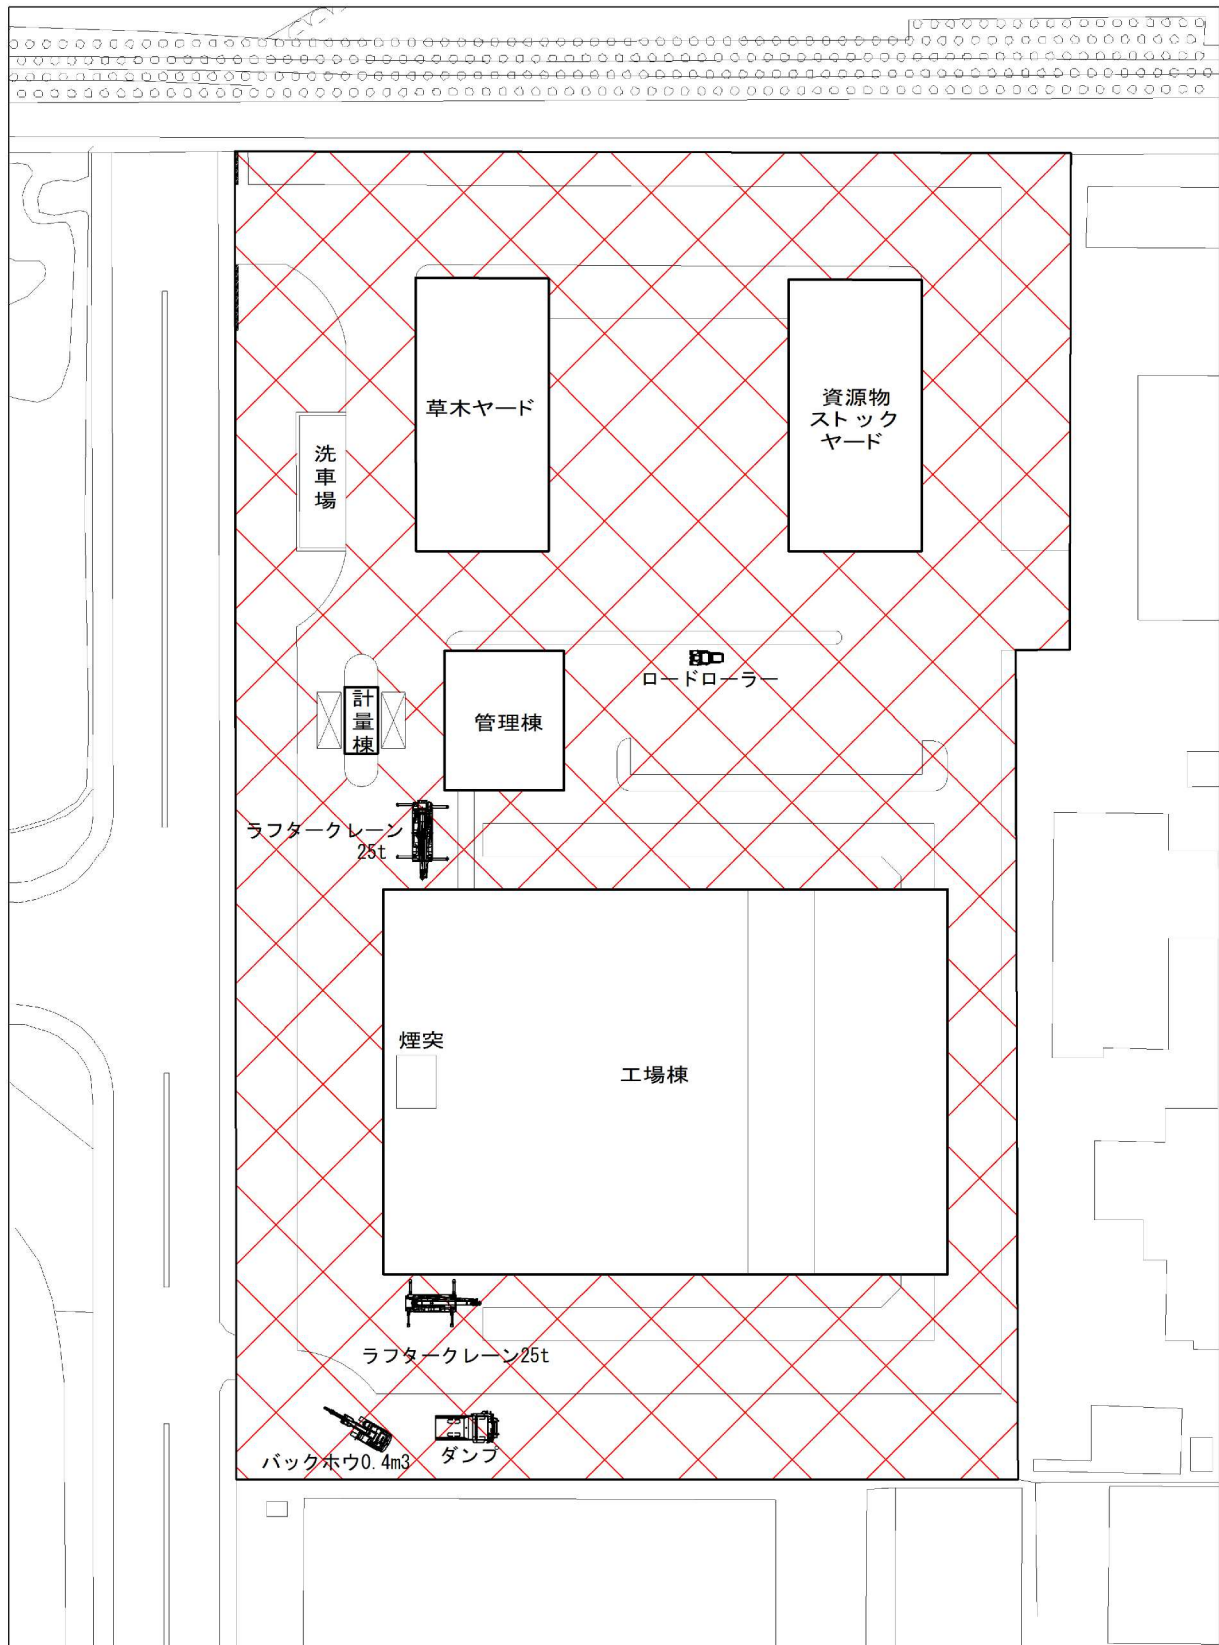 草木ヤード
資源物
ストック
ヤード
洗車場
ロードローラー
計量棟
管理棟
ラフタークレーン
25t
煙突
工場棟
ラフタークレーン25t
バックホウ0.4m3
ダンプ